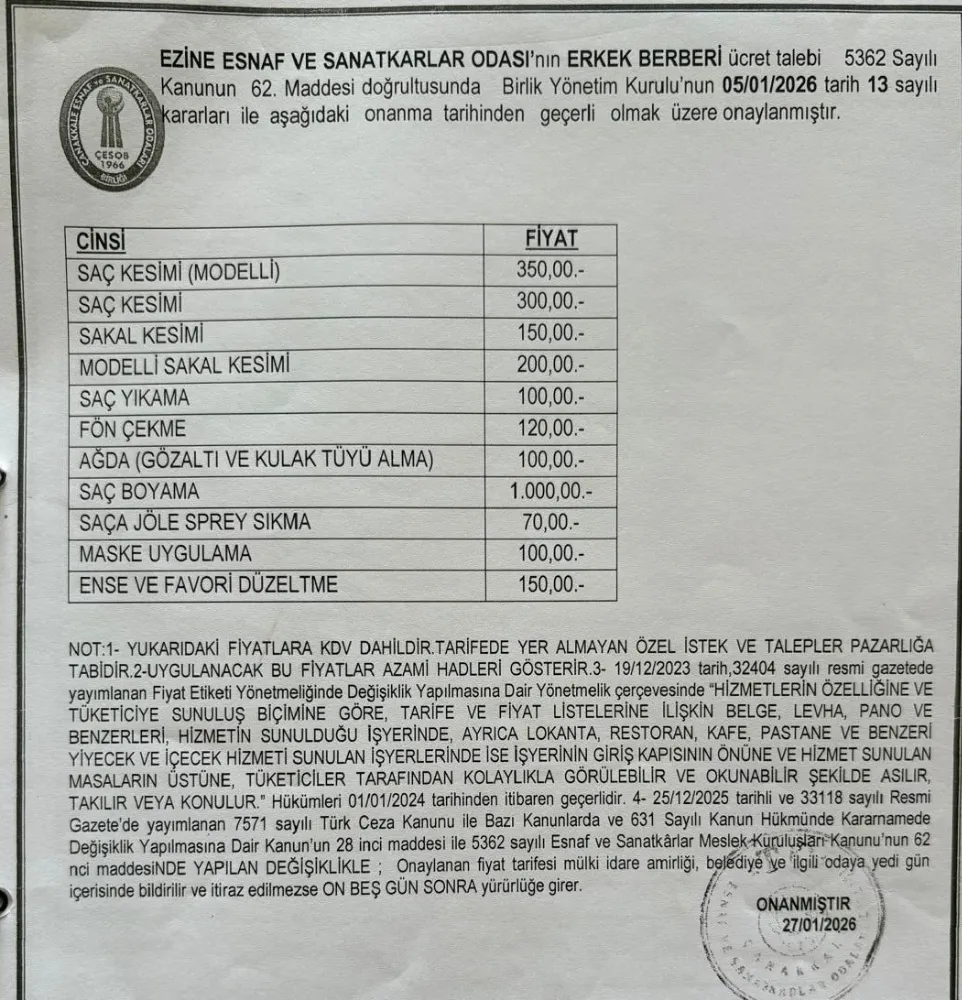 EZİNE ESNAF VE SANATKARLAR ODASI'nın ERKEK BERBERİ ücret talebi 5362 Sayılı
Kanunun 62. Maddesi doğrultusunda Birlik Yönetim Kurulu'nun 05/01/2026 tarih 13 sayılı
kararları ile aşağıdaki onanma tarihinden geçerli olmak üzere onaylanmıştır.
ÇANAKKALE ESNAF ve SANATKARLAR ODALARI
ÇESOB
1966
BİRLİĞİ
CİNSİ FİYAT
SAÇ KESİMİ (MODELLİ) 350,00.-
SAÇ KESİMİ 300,00.-
SAKAL KESİMİ 150,00.-
MODELLİ SAKAL KESİMİ 200,00.-
SAÇ YIKAMA 100,00.-
FÖN ÇEKME 120,00.-
AĞDA (GÖZALTI VE KULAK TÜYÜ ALMA) 100,00.-
SAÇ BOYAMA 1.000,00.-
SAÇA JÖLE SPREY SIKMA 70,00.-
MASKE UYGULAMA 100,00.-
ENSE VE FAVORİ DÜZELTME 150,00.-
NOT:1- YUKARIDAKİ FİYATLARA KDV DAHİLDİR.TARİFEDE YER ALMAYAN ÖZEL İSTEK VE TALEPLER PAZARLIĞA
TABİDİR.2-UYGULANACAK BU FİYATLAR AZAMİ HADLERİ GÖSTERİR.3- 19/12/2023 tarih,32404 sayılı resmi gazetede
yayımlanan Fiyat Etiketi Yönetmeliğinde Değişiklik Yapılmasına Dair Yönetmelik çerçevesinde "HİZMETLERİN ÖZELLİĞİNE VE
TÜKETİCİYE SUNULUŞ BİÇİMİNE GÖRE, TARİFE VE FİYAT LİSTELERİNE İLİŞKİN BELGE, LEVHA, PANO VE
BENZERLERİ, HİZMETİN SUNULDUĞU İŞYERİNDE, AYRICA LOKANTA, RESTORAN, KAFE, PASTANE VE BENZERİ
YİYECEK VE İÇECEK HİZMETİ SUNULAN İŞYERLERİNDE İSE İŞYERİNİN GİRİŞ KAPISININ ÖNÜNE VE HİZMET SUNULAN
MASALARIN ÜSTÜNE, TÜKETİCİLER TARAFINDAN KOLAYLIKLA GÖRÜLEBİLİR VE OKUNABİLİR ŞEKİLDE ASILIR,
TAKILIR VEYA KONULUR." Hükümleri 01/01/2024 tarihinden itibaren geçerlidir. 4- 25/12/2025 tarihli ve 33118 sayılı Resmi
Gazete'de yayımlanan 7571 sayılı Türk Ceza Kanunu ile Bazı Kanunlarda ve 631 Sayılı Kanun Hükmünde Kararnamede
Değişiklik Yapılmasına Dair Kanun'un 28 inci maddesi ile 5362 sayılı Esnaf ve Sanatkârlar Meslek Kuruluşları Kanunu'nun 62
nci maddesiNDE YAPILAN DEĞİŞİKLİKLE ; Onaylanan fiyat tarifesi mülki idare amirliği, belediye ve ilgili odaya yedi gün
içerisinde bildirilir ve itiraz edilmezse ON BEŞ GÜN SONRA yürürlüğe girer.
ONANMIŞTIR
27/01/2026